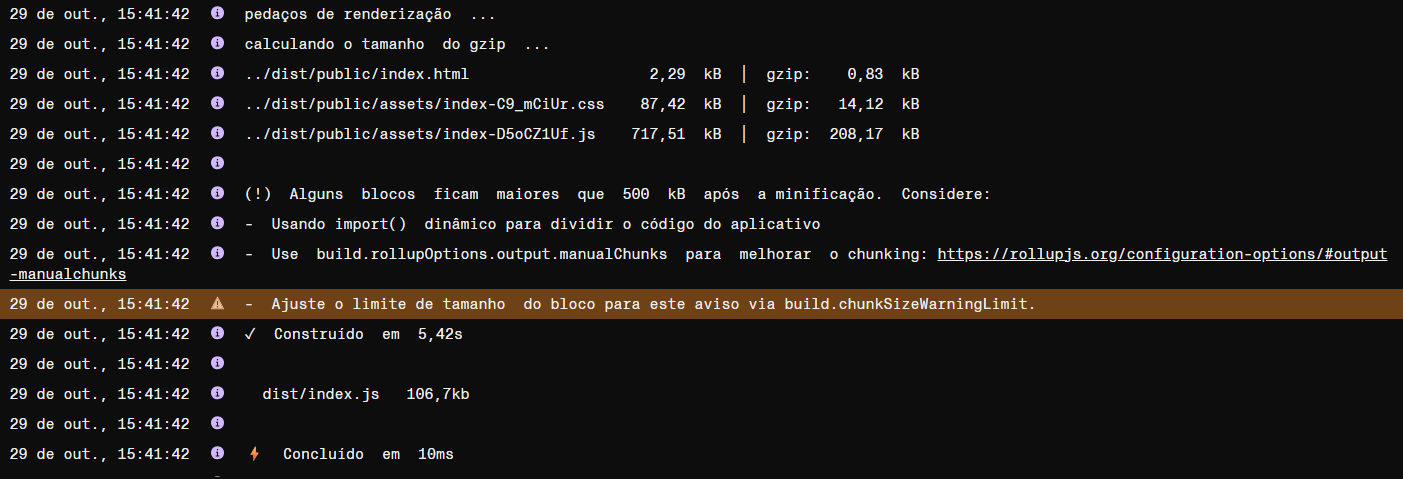 29 de out., 15:41:42 pedaços de renderização ...
29 de out., 15:41:42 calculando o tamanho do gzip ...
29 de out., 15:41:42 ../dist/public/index.html 2,29 kB │ gzip: 0,83 kB
29 de out., 15:41:42 ../dist/public/assets/index-C9_mCiUr.css 87,42 kB │ gzip: 14,12 kB
29 de out., 15:41:42 ../dist/public/assets/index-D5oCZ1Uf.js 717,51 kB │ gzip: 208,17 kB
29 de out., 15:41:42
29 de out., 15:41:42 (!) Alguns blocos ficam maiores que 500 kB após a minificação. Considere:
29 de out., 15:41:42 - Usando import() dinâmico para dividir o código do aplicativo
29 de out., 15:41:42 - Use build.rollupOptions.output.manualChunks para melhorar o chunking: https://rollupjs.org/configuration-options/#output
-manualchunks
29 de out., 15:41:42 - Ajuste o limite de tamanho do bloco para este aviso via build.chunkSizeWarningLimit.
29 de out., 15:41:42 ✓ Construído em 5,42s
29 de out., 15:41:42
29 de out., 15:41:42 dist/index.js 106,7kb
29 de out., 15:41:42
29 de out., 15:41:42 ⚡ Concluído em 10ms